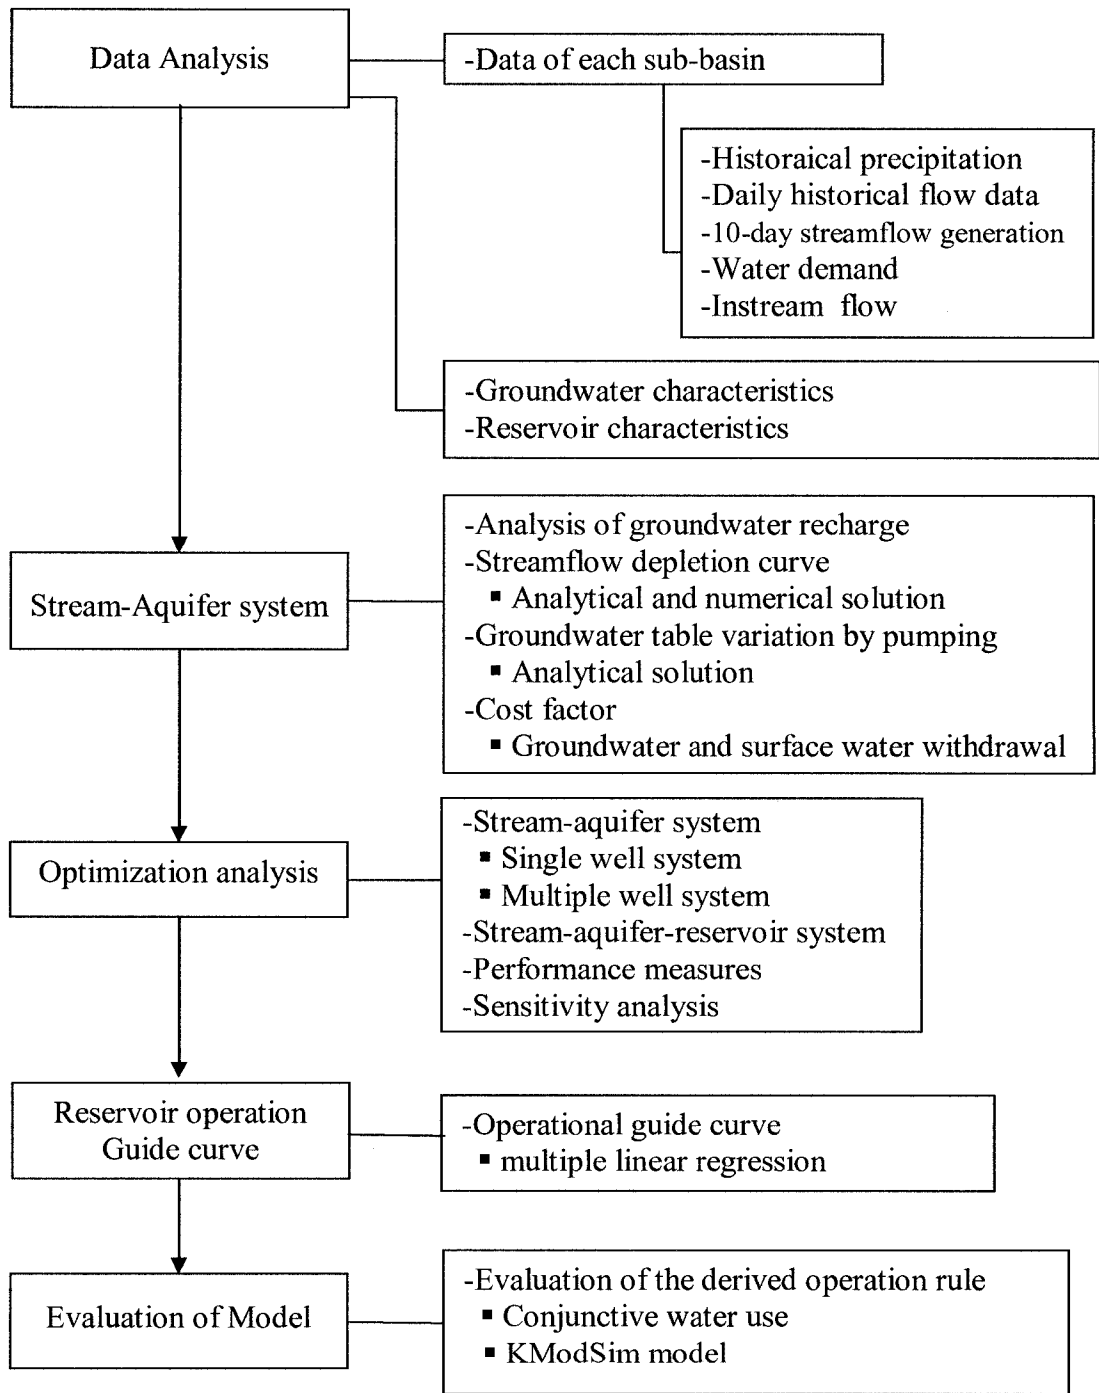 Data Analysis
-Data of each sub-basin
-Historaical precipitation
-Daily historical flow data
-10-day streamflow generation
-Water demand
-Instream flow
-Groundwater characteristics
-Reservoir characteristics
Stream-Aquifer system
-Analysis of groundwater recharge
-Streamflow depletion curve
▪ Analytical and numerical solution
-Groundwater table variation by pumping
▪ Analytical solution
-Cost factor
▪ Groundwater and surface water withdrawal
Optimization analysis
-Stream-aquifer system
▪ Single well system
▪ Multiple well system
-Stream-aquifer-reservoir system
-Performance measures
-Sensitivity analysis
Reservoir operation
Guide curve
-Operational guide curve
▪ multiple linear regression
Evaluation of Model
-Evaluation of the derived operation rule
▪ Conjunctive water use
▪ KModSim model